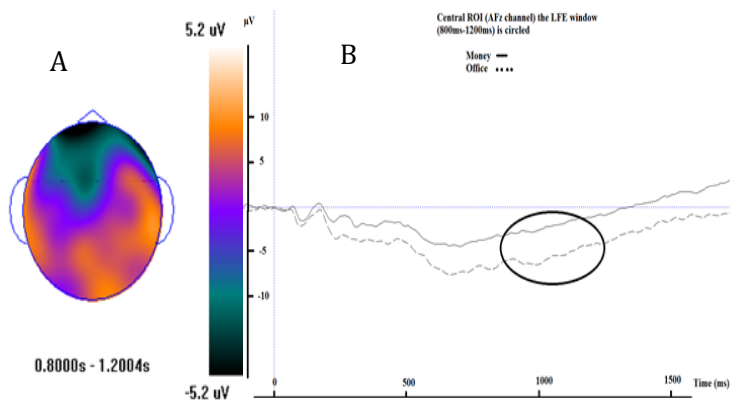 A
0.8000s - 1.2004s
5.2 uV
-5.2 uV
µV
10
5
-5
-10
B
Central ROI (AFz channel) the LFE window
(800ms-1200ms) is circled
Money
Office
0
500
1000
1500
Time (ms)